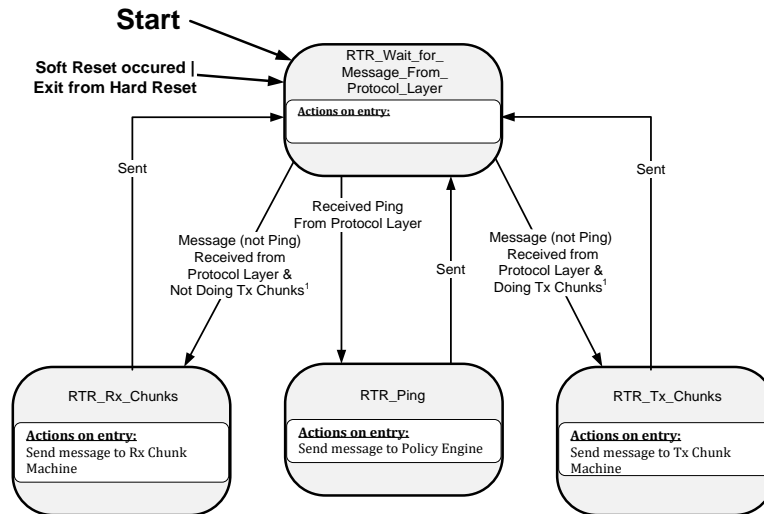 Start
Soft Reset occured |
Exit from Hard Reset
RTR_Wait_for_
Message_From_
Protocol_Layer
Actions on entry:
Sent
Received Ping
From Protocol Layer
Message (not Ping)
Received from
Protocol Layer &
Not Doing Tx Chunks¹
Sent
Message (not Ping)
Received from
Protocol Layer &
Doing Tx Chunks¹
Sent
RTR_Rx_Chunks
Actions on entry:
Send message to Rx Chunk
Machine
RTR_Ping
Actions on entry:
Send message to Policy Engine
RTR_Tx_Chunks
Actions on entry:
Send message to Tx Chunk
Machine